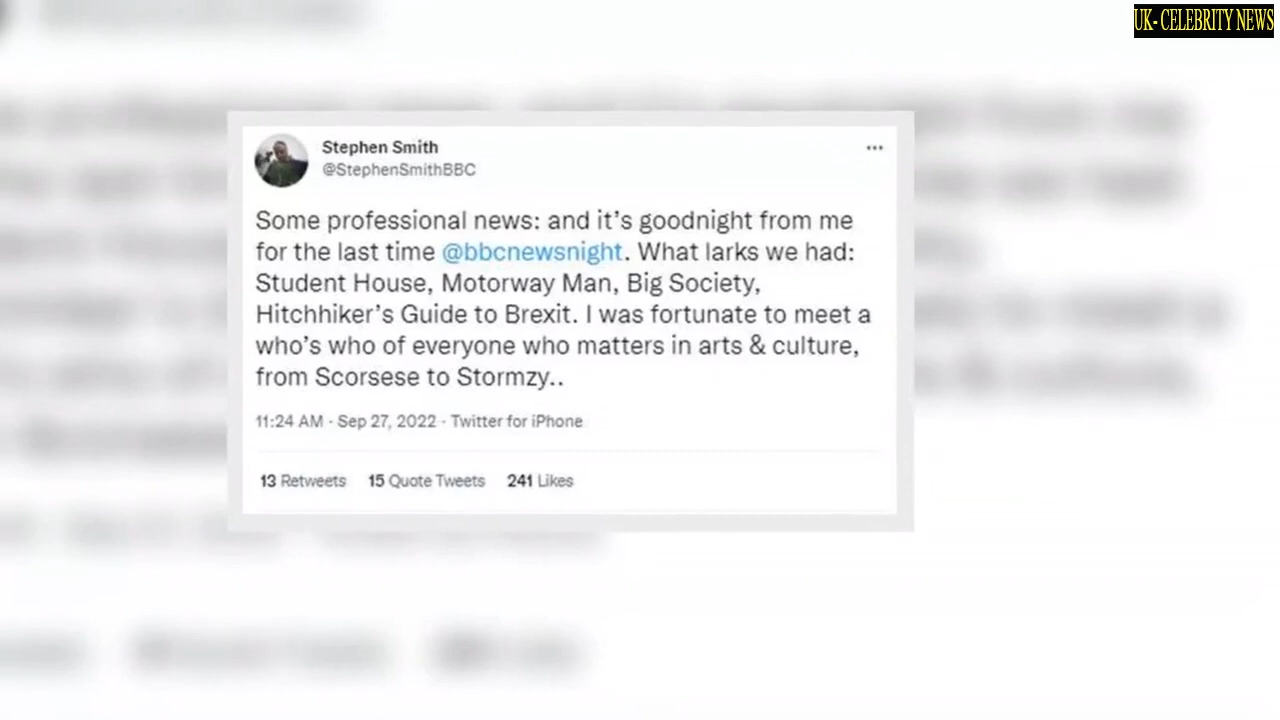 UK- CELEBRITY NEWS
Stephen Smith
@StephenSmithBBC
Some professional news: and it's goodnight from me
for the last time @bbcnewsnight. What larks we had:
Student House, Motorway Man, Big Society,
Hitchhiker's Guide to Brexit. I was fortunate to meet a
who's who of everyone who matters in arts & culture,
from Scorsese to Stormzy..
11:24 AM · Sep 27, 2022 · Twitter for iPhone
13 Retweets 15 Quote Tweets 241 Likes